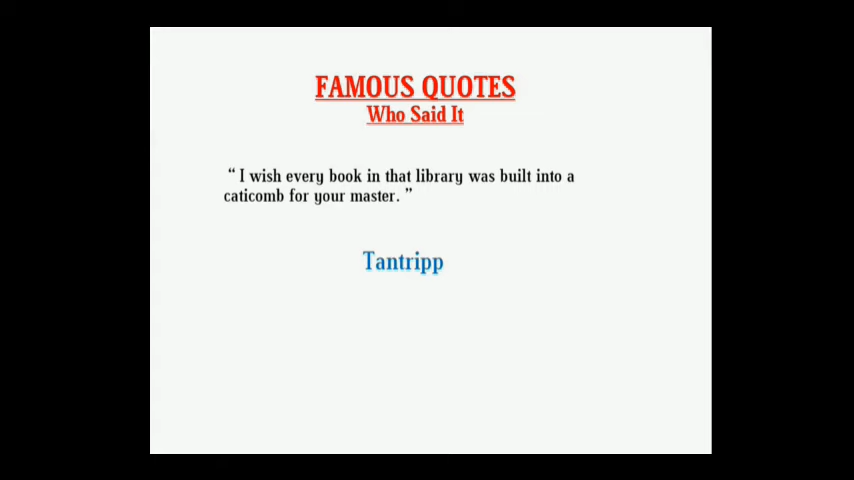 FAMOUS QUOTES
Who Said It
“ I wish every book in that library was built into a
caticomb for your master. ”
Tantripp